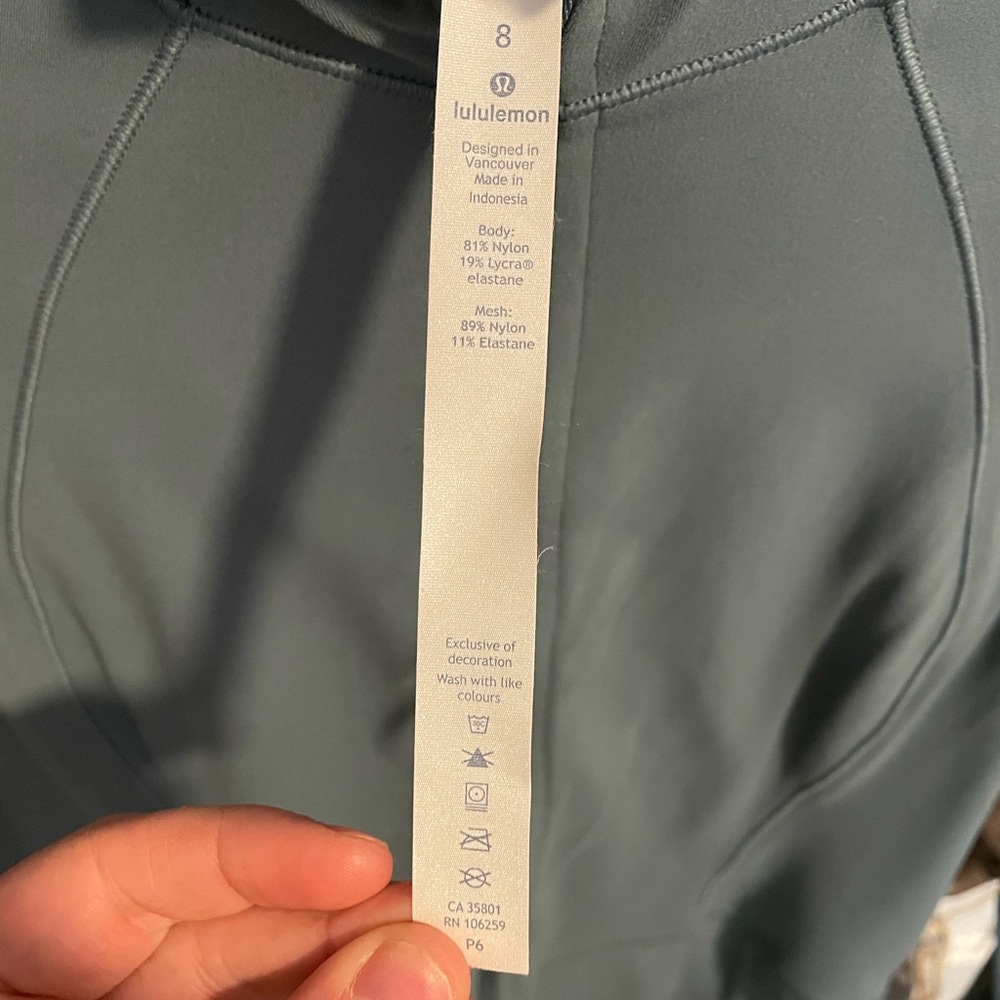 8
lululemon
Designed in
Vancouver
Made in
Indonesia
Body:
81% Nylon
19% Lycra®
elastane
Mesh:
89% Nylon
11% Elastane
Exclusive of
decoration
Wash with like
colours
30C
CA 35801
RN 106259
P6